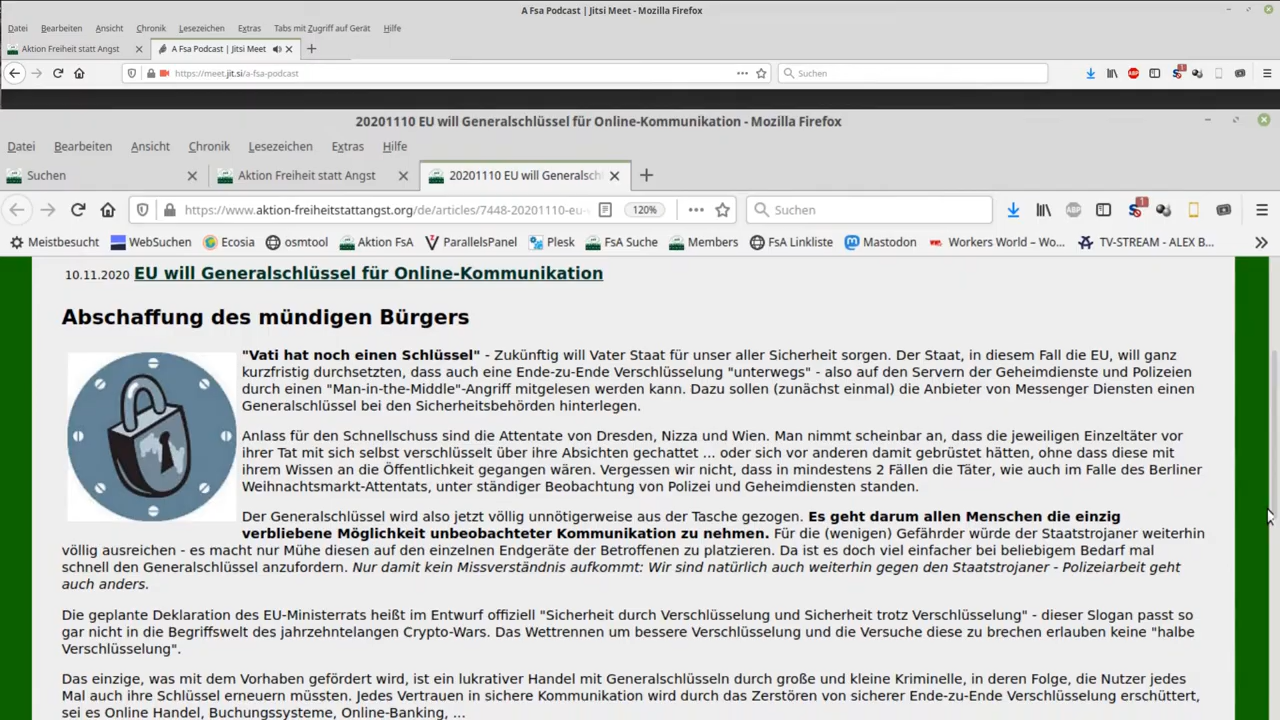 A Fsa Podcast | Jitsi Meet - Mozilla Firefox
Datei Bearbeiten Ansicht Chronik Lesezeichen Extras Tabs mit Zugriff auf Gerät Hilfe
Aktion Freiheit statt Angst A Fsa Podcast | Jitsi Meet
https://meet.jit.si/a-fsa-podcast Suchen 1 ABP
20201110 EU will Generalschlüssel für Online-Kommunikation - Mozilla Firefox
Datei Bearbeiten Ansicht Chronik Lesezeichen Extras Hilfe
Suchen Aktion Freiheit statt Angst 20201110 EU will Generalsch
https://www.aktion-freiheitstattangst.org/de/articles/7448-20201110-eu- 120% Suchen ABP 1
Meistbesucht WebSuchen Ecosia osmtool Aktion FsA ParallelsPanel Plesk FsA Suche Members FsA Linkliste Mastodon Workers World – Wo... TV-STREAM - ALEX B...
10.11.2020 EU will Generalschlüssel für Online-Kommunikation
Abschaffung des mündigen Bürgers
"Vati hat noch einen Schlüssel" - Zukünftig will Vater Staat für unser aller Sicherheit sorgen. Der Staat, in diesem Fall die EU, will ganz
kurzfristig durchsetzten, dass auch eine Ende-zu-Ende Verschlüsselung "unterwegs" - also auf den Servern der Geheimdienste und Polizeien
durch einen "Man-in-the-Middle"-Angriff mitgelesen werden kann. Dazu sollen (zunächst einmal) die Anbieter von Messenger Diensten einen
Generalschlüssel bei den Sicherheitsbehörden hinterlegen.
Anlass für den Schnellschuss sind die Attentate von Dresden, Nizza und Wien. Man nimmt scheinbar an, dass die jeweiligen Einzeltäter vor
ihrer Tat mit sich selbst verschlüsselt über ihre Absichten gechattet ... oder sich vor anderen damit gebrüstet hätten, ohne dass diese mit
ihrem Wissen an die Öffentlichkeit gegangen wären. Vergessen wir nicht, dass in mindestens 2 Fällen die Täter, wie auch im Falle des Berliner
Weihnachtsmarkt-Attentats, unter ständiger Beobachtung von Polizei und Geheimdiensten standen.
Der Generalschlüssel wird also jetzt völlig unnötigerweise aus der Tasche gezogen. Es geht darum allen Menschen die einzig
verbliebene Möglichkeit unbeobachteter Kommunikation zu nehmen. Für die (wenigen) Gefährder würde der Staatstrojaner weiterhin
völlig ausreichen - es macht nur Mühe diesen auf den einzelnen Endgeräte der Betroffenen zu platzieren. Da ist es doch viel einfacher bei beliebigem Bedarf mal
schnell den Generalschlüssel anzufordern. Nur damit kein Missverständnis aufkommt: Wir sind natürlich auch weiterhin gegen den Staatstrojaner - Polizeiarbeit geht
auch anders.
Die geplante Deklaration des EU-Ministerrats heißt im Entwurf offiziell "Sicherheit durch Verschlüsselung und Sicherheit trotz Verschlüsselung" - dieser Slogan passt so
gar nicht in die Begriffswelt des jahrzehntelangen Crypto-Wars. Das Wettrennen um bessere Verschlüsselung und die Versuche diese zu brechen erlauben keine "halbe
Verschlüsselung".
Das einzige, was mit dem Vorhaben gefördert wird, ist ein lukrativer Handel mit Generalschlüsseln durch große und kleine Kriminelle, in deren Folge, die Nutzer jedes
Mal auch ihre Schlüssel erneuern müssten. Jedes Vertrauen in sichere Kommunikation wird durch das Zerstören von sicherer Ende-zu-Ende Verschlüsselung erschüttert,
sei es Online Handel, Buchungssysteme, Online-Banking, ...